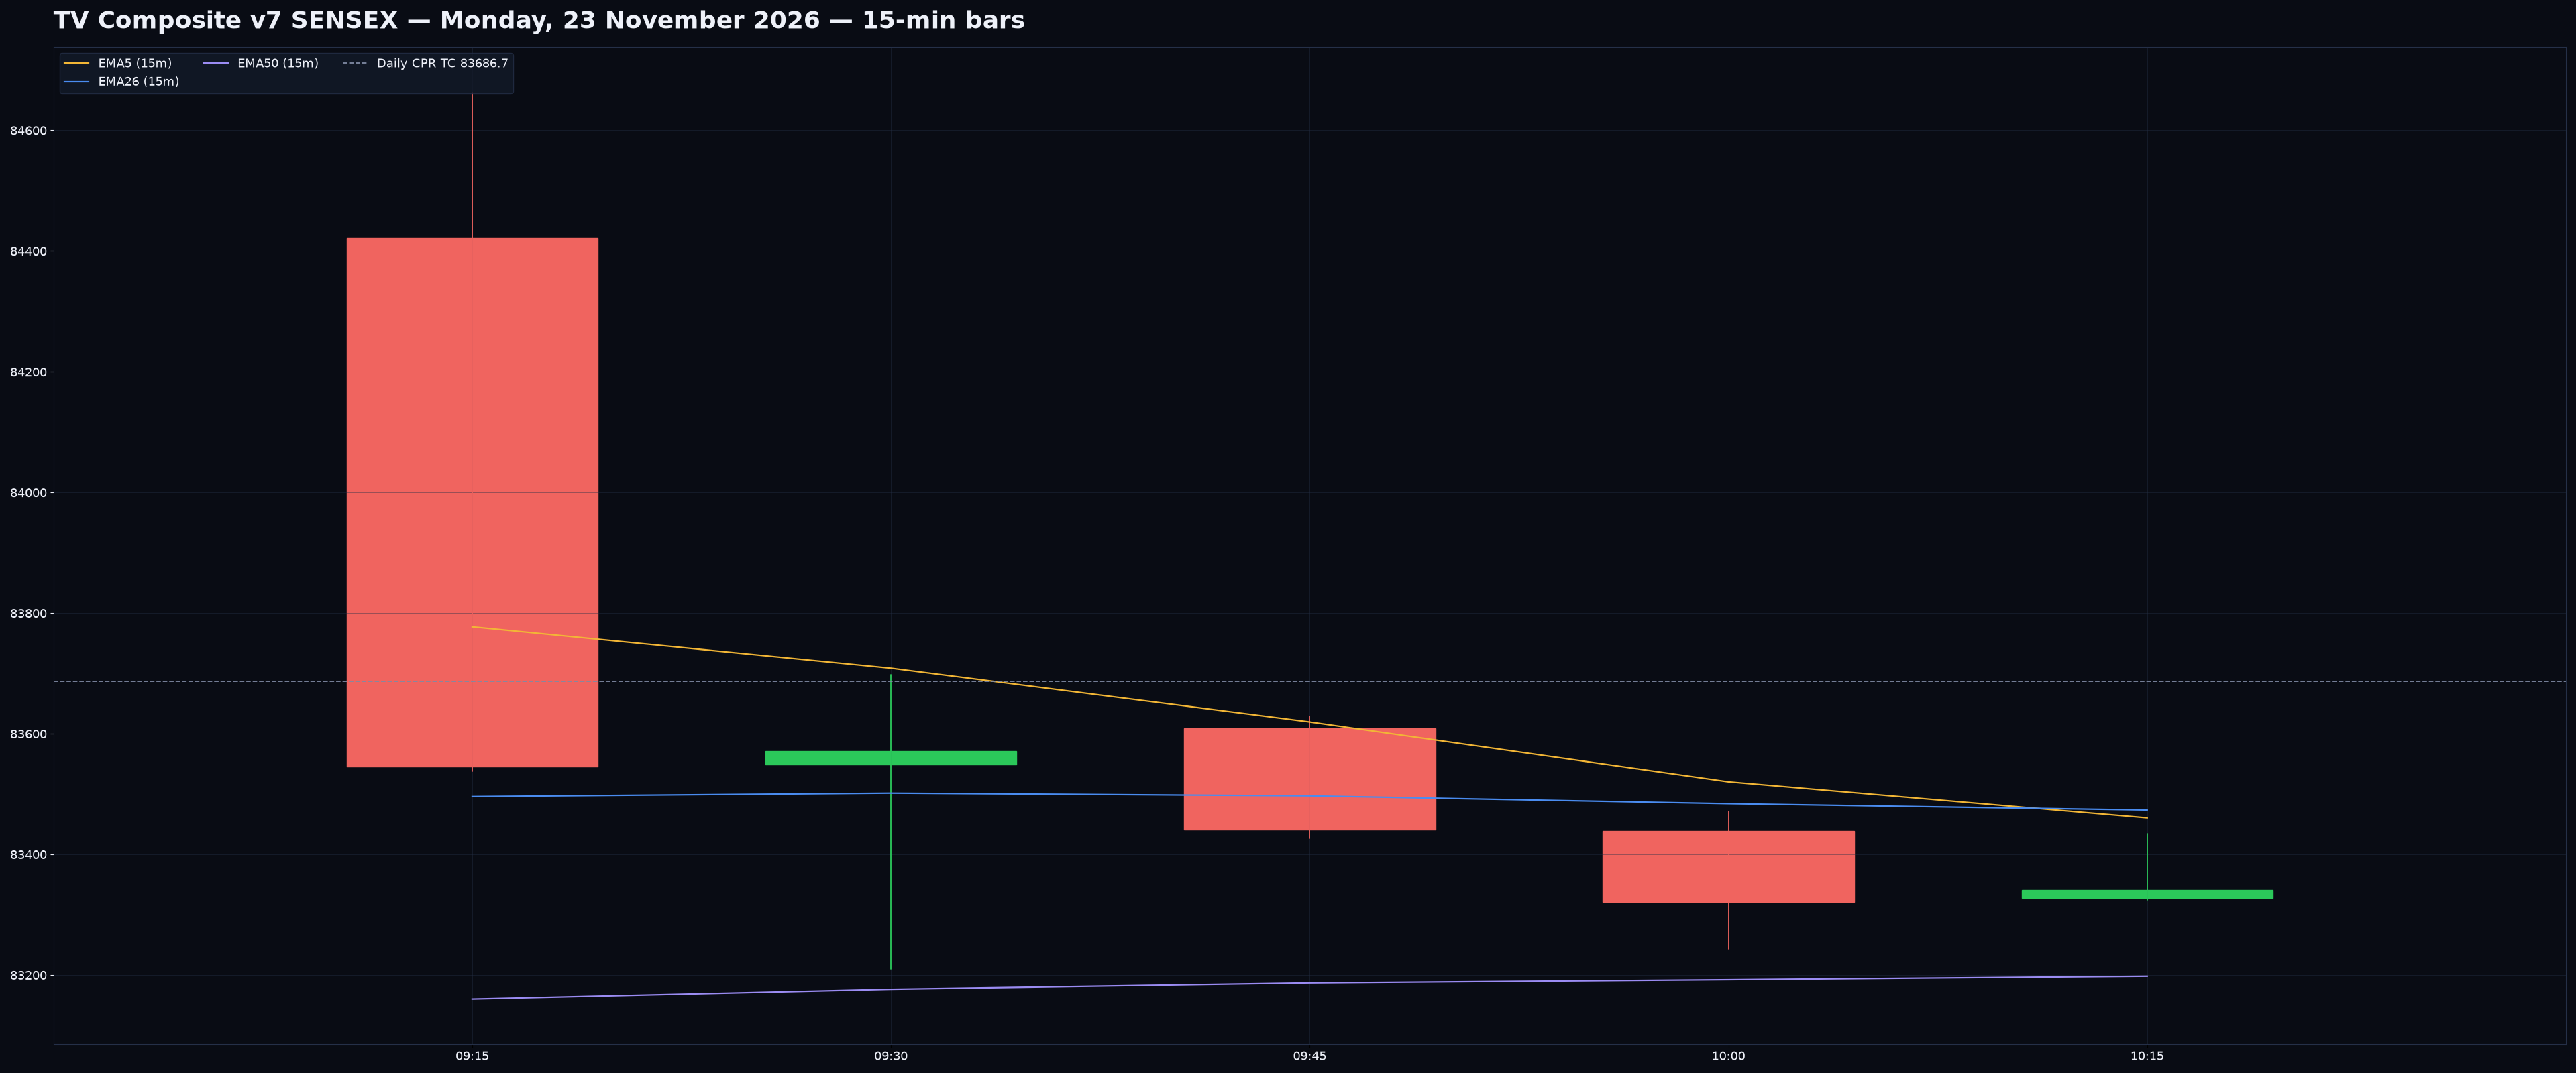 TV Composite v7 SENSEX — Monday, 23 November 2026 — 15-min bars
EMA5 (15m) EMA50 (15m) Daily CPR TC 83686.7
EMA26 (15m)
84600
84400
84200
84000
83800
83600
83400
83200
09:15 09:30 09:45 10:00 10:15